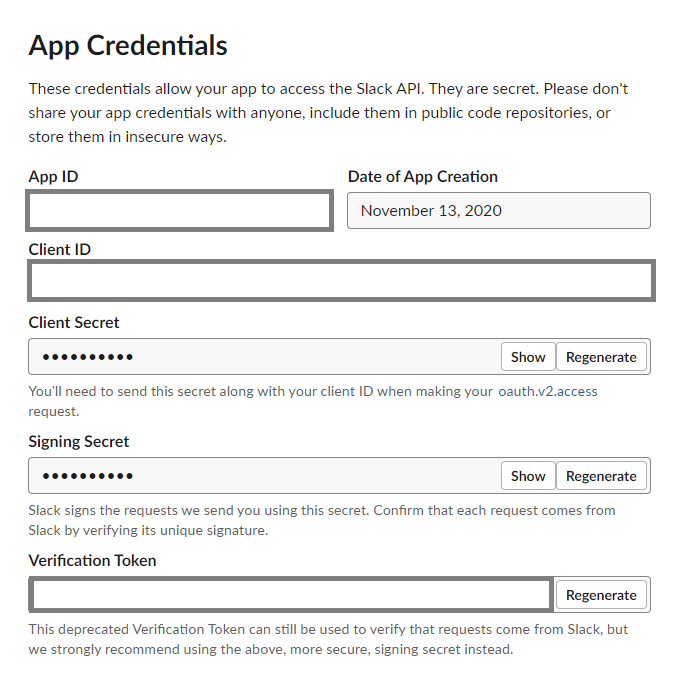 App Credentials
These credentials allow your app to access the Slack API. They are secret. Please don't
share your app credentials with anyone, include them in public code repositories, or
store them in insecure ways.
App ID
Date of App Creation
November 13, 2020
Client ID
Client Secret
●●●●●●●●●● Show Regenerate
You'll need to send this secret along with your client ID when making your oauth.v2.access
request.
Signing Secret
●●●●●●●●●● Show Regenerate
Slack signs the requests we send you using this secret. Confirm that each request comes from
Slack by verifying its unique signature.
Verification Token
Regenerate
This deprecated Verification Token can still be used to verify that requests come from Slack, but
we strongly recommend using the above, more secure, signing secret instead.